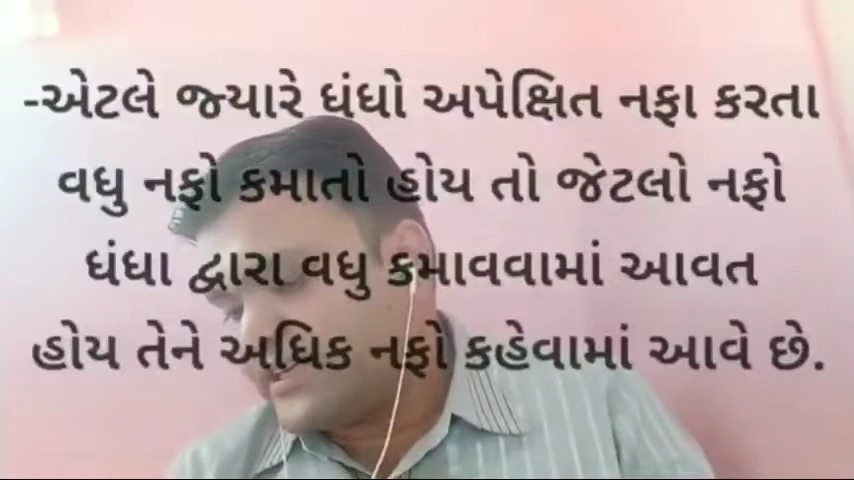 -એટલે જ્યારે ધંધો અપેક્ષિત નફા કરતા
વધુ નફો કમાતો હોય તો જેટલો નફો
ધંધા દ્વારા વધુ કમાવવામાં આવત
હોય તેને અધિક નફો કહેવામાં આવે છે.